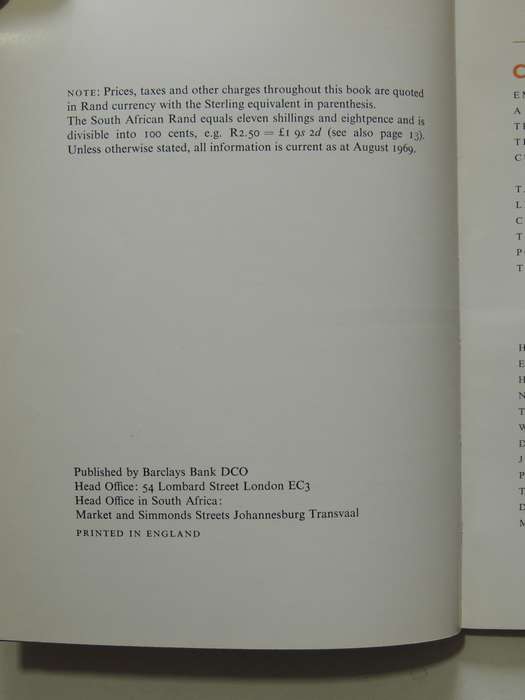 NOTE: Prices, taxes and other charges throughout this book are quoted
in Rand currency with the Sterling equivalent in parenthesis.
The South African Rand equals eleven shillings and eightpence and is
divisible into 100 cents, e.g. R2.50 = £1 9s 2d (see also page 13).
Unless otherwise stated, all information is current as at August 1969.
Published by Barclays Bank DCO
Head Office: 54 Lombard Street London EC3
Head Office in South Africa:
Market and Simmonds Streets Johannesburg Transvaal
PRINTED IN ENGLAND